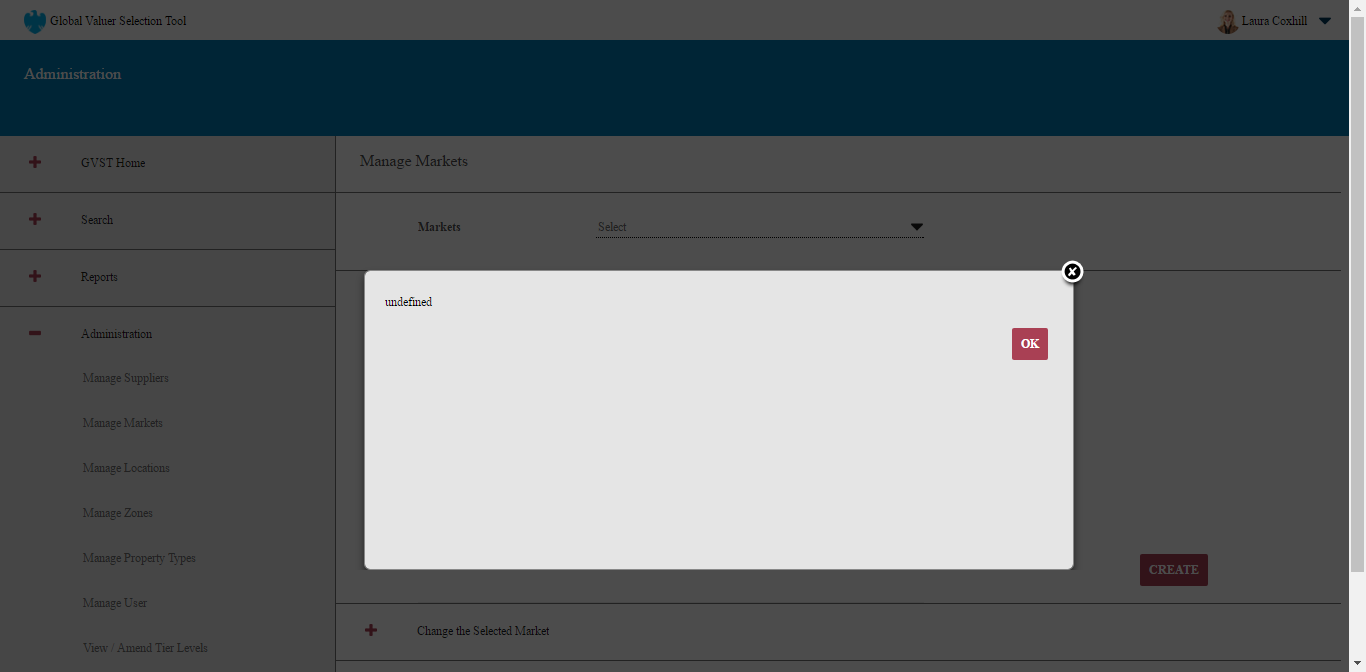 Global Valuer Selection Tool
Laura Coxhill
Administration
GVST Home
Search
Reports
Administration
Manage Suppliers
Manage Markets
Manage Locations
Manage Zones
Manage Property Types
Manage User
View / Amend Tier Levels
Manage Markets
Markets
Select
undefined
OK
CREATE
Change the Selected Market